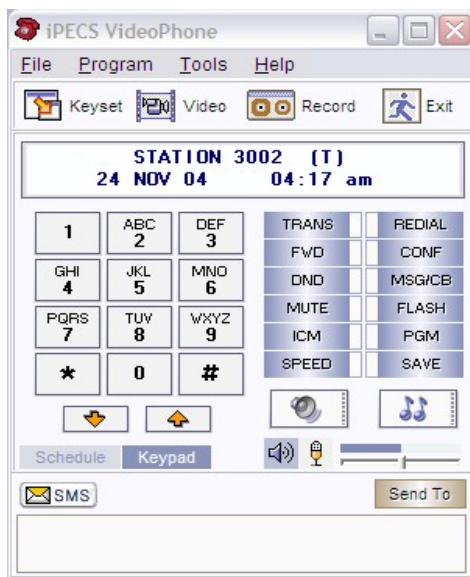 iPECS VideoPhone
File Program Tools Help
Keyset Video Record Exit
STATION 3002 (T)
24 NOV 04 04:17 am
1 ABC 2 DEF 3
GHI 4 JKL 5 MNO 6
PQRS 7 TUV 8 WXYZ 9
* 0 #
TRANS REDIAL
FWD CONF
DND MSG/CB
MUTE FLASH
ICM PGM
SPEED SAVE
Schedule Keypad
SMS Send To